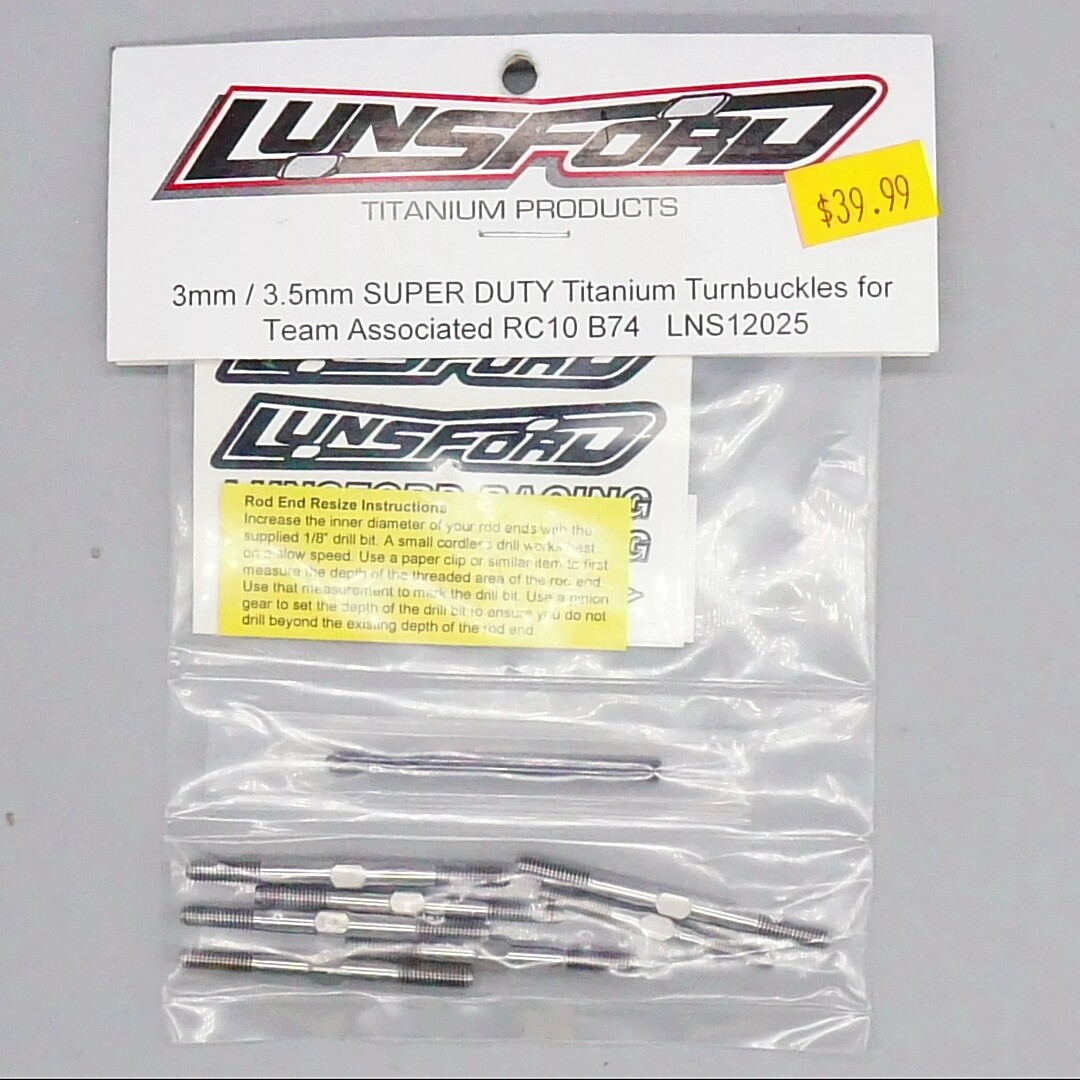 LUNSFORD
$39.99
TITANIUM PRODUCTS
3mm / 3.5mm SUPER DUTY Titanium Turnbuckles for
Team Associated RC10 B74 LNS12025
LUNSFORD
LUNSFORD
LUNSFORD RACING
G
Rod End Resize Instructions
Increase the inner diameter of your rod ends with the
supplied 1/8" drill bit. A small cordless drill works best
on a slow speed. Use a paper clip or similar item to first
measure the depth of the threaded area of the rod end.
Use that measurement to mark the drill bit. Use a pinion
gear to set the depth of the drill bit to ensure you do not
drill beyond the existing depth of the rod end.